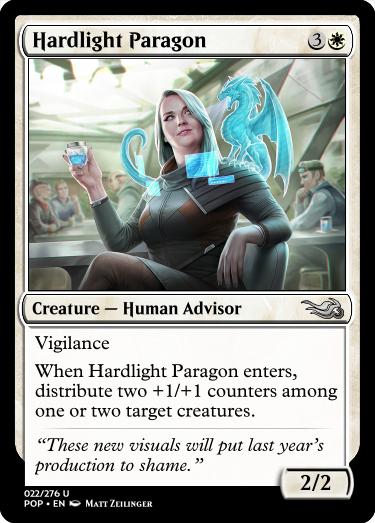 Hardlight Paragon 3
Creature — Human Advisor
Vigilance
When Hardlight Paragon enters,
distribute two +1/+1 counters among
one or two target creatures.
“These new visuals will put last year’s
production to shame.”
2/2
022/276 U
POP • EN MATT ZEILINGER